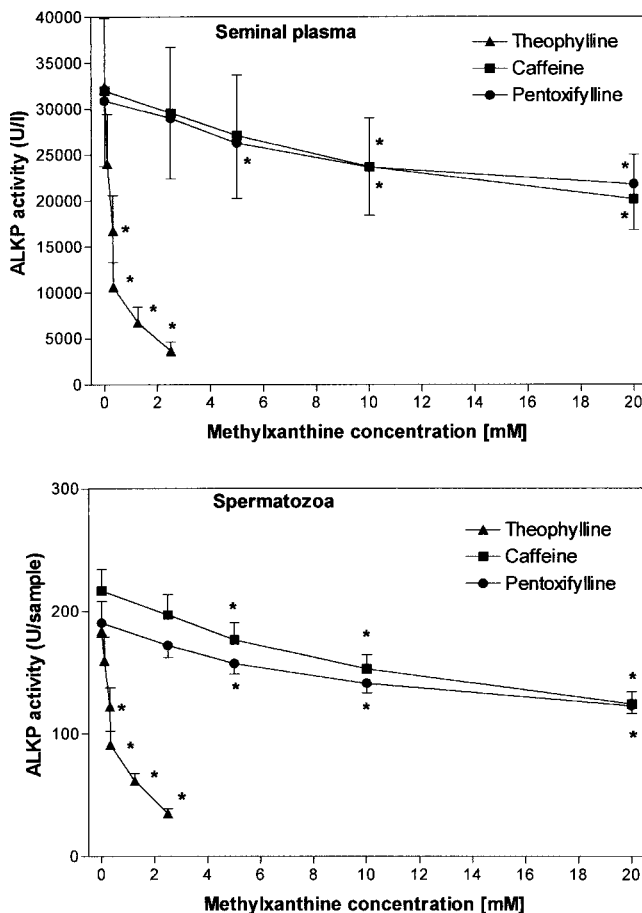 Seminal plasma
Theophylline
Caffeine
Pentoxifylline
ALKP activity (U/l)
40000
35000
30000
25000
20000
15000
10000
5000
0
* * * * * * * * *
0 2 4 6 8 10 12 14 16 18 20
Methylxanthine concentration [mM]
Spermatozoa
Theophylline
Caffeine
Pentoxifylline
ALKP activity (U/sample)
300
200
100
0
* * * * * * * * * *
0 2 4 6 8 10 12 14 16 18 20
Methylxanthine concentration [mM]